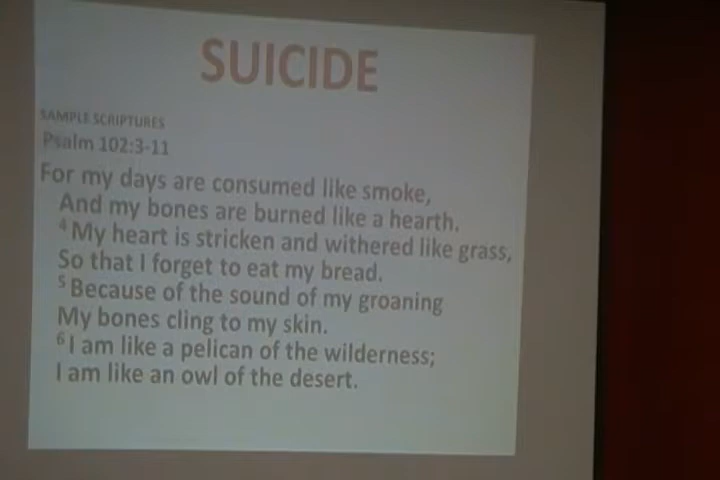 SUICIDE
SAMPLE SCRIPTURES
Psalm 102:3-11
For my days are consumed like smoke,
And my bones are burned like a hearth.
4 My heart is stricken and withered like grass,
So that I forget to eat my bread.
5 Because of the sound of my groaning
My bones cling to my skin.
6 I am like a pelican of the wilderness;
I am like an owl of the desert.